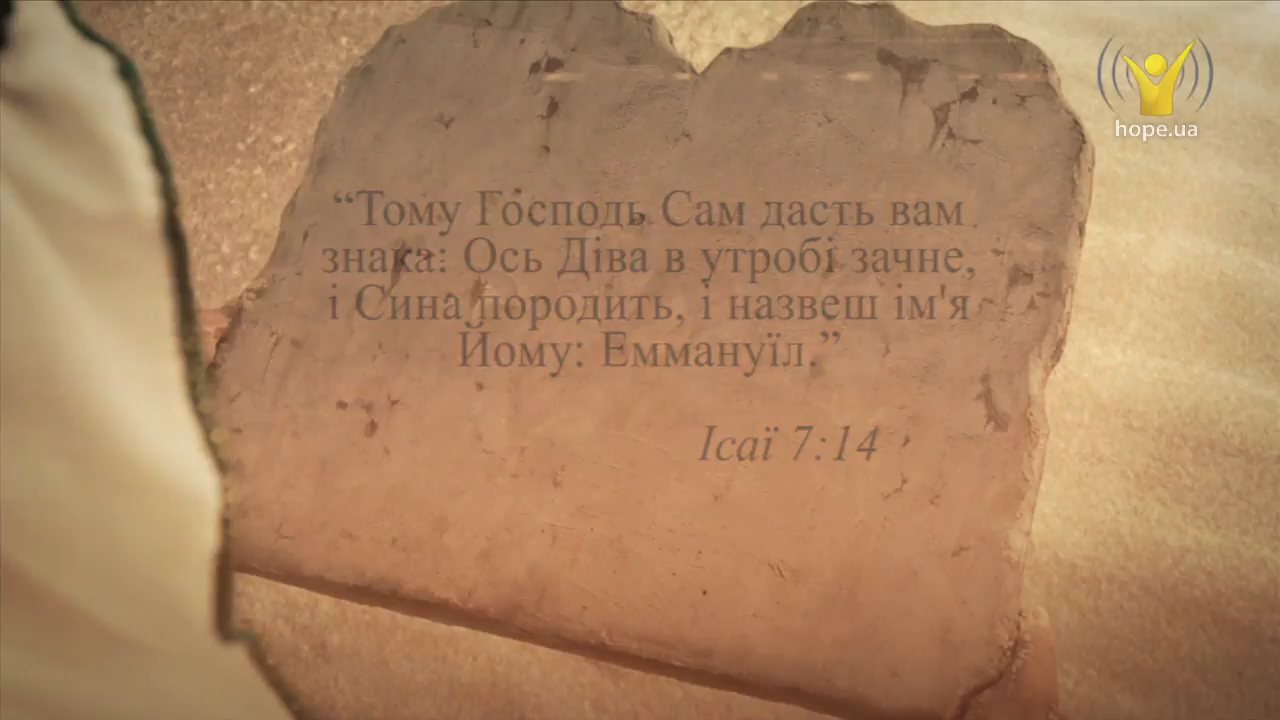 hope.ua
“Тому Господь Сам дасть вам
знака: Ось Діва в утробі зачне,
і Сина породить, і назвеш ім'я
Йому: Еммануїл.”
Ісаї 7:14